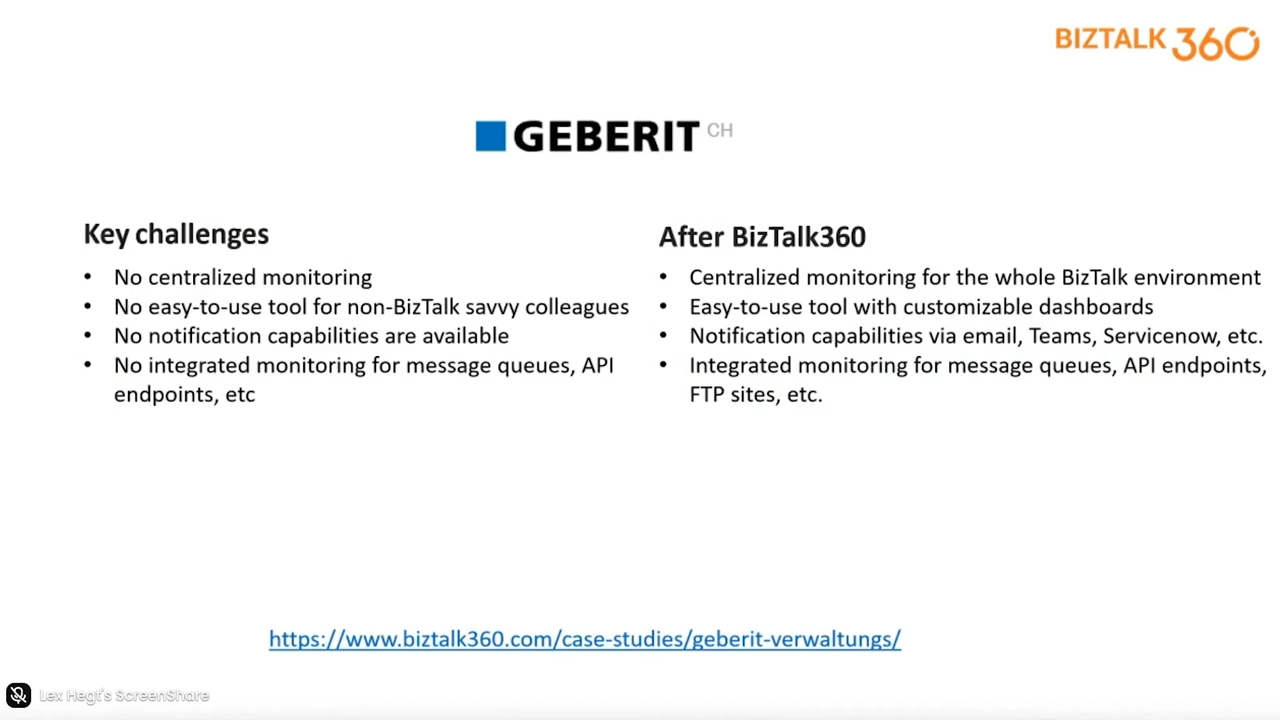 BIZTALK 360
GEBERIT CH
Key challenges
• No centralized monitoring
• No easy-to-use tool for non-BizTalk savvy colleagues
• No notification capabilities are available
• No integrated monitoring for message queues, API
endpoints, etc
After BizTalk360
• Centralized monitoring for the whole BizTalk environment
• Easy-to-use tool with customizable dashboards
• Notification capabilities via email, Teams, Servicenow, etc.
• Integrated monitoring for message queues, API endpoints,
FTP sites, etc.
https://www.biztalk360.com/case-studies/geberit-verwaltungs/
Lex Hegt's ScreenShare